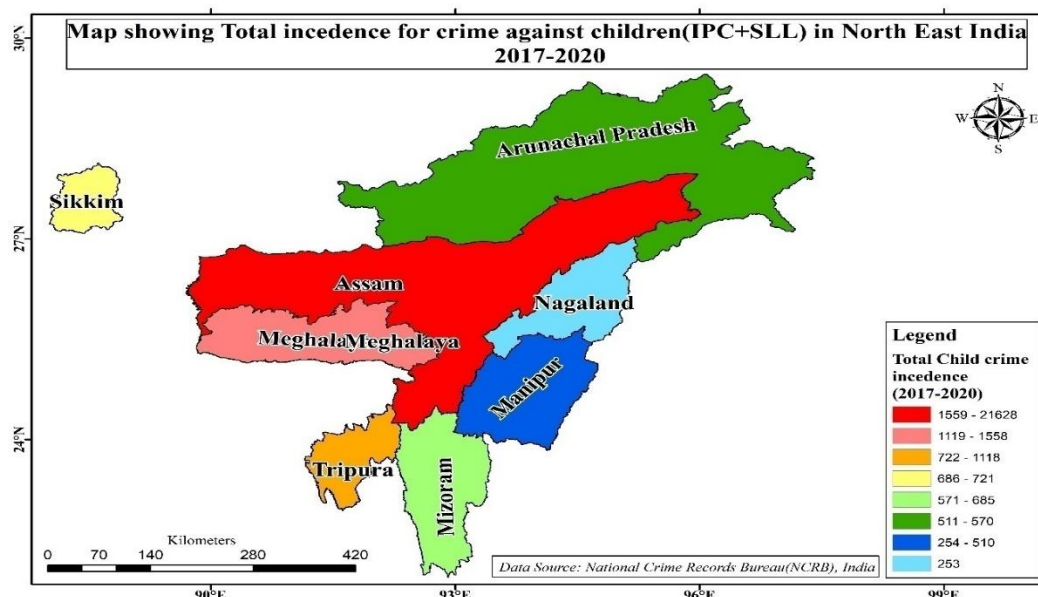 Map showing Total incedence for crime against children(IPC+SLL) in North East India
2017-2020
30°N
N
W E
S
Arunachal Pradesh
Sikkim
27°N
Assam
Nagaland
MeghalaMeghalaya
Manipur
24°N
Tripura
Mizoram
Legend
Total Child crime
incedence
(2017-2020)
1559 - 21628
1119 - 1558
722 - 1118
686 - 721
571 - 685
511 - 570
254 - 510
253
Kilometers
0 70 140 280 420
Data Source: National Crime Records Bureau(NCRB), India
90°E 93°E 96°E 99°E